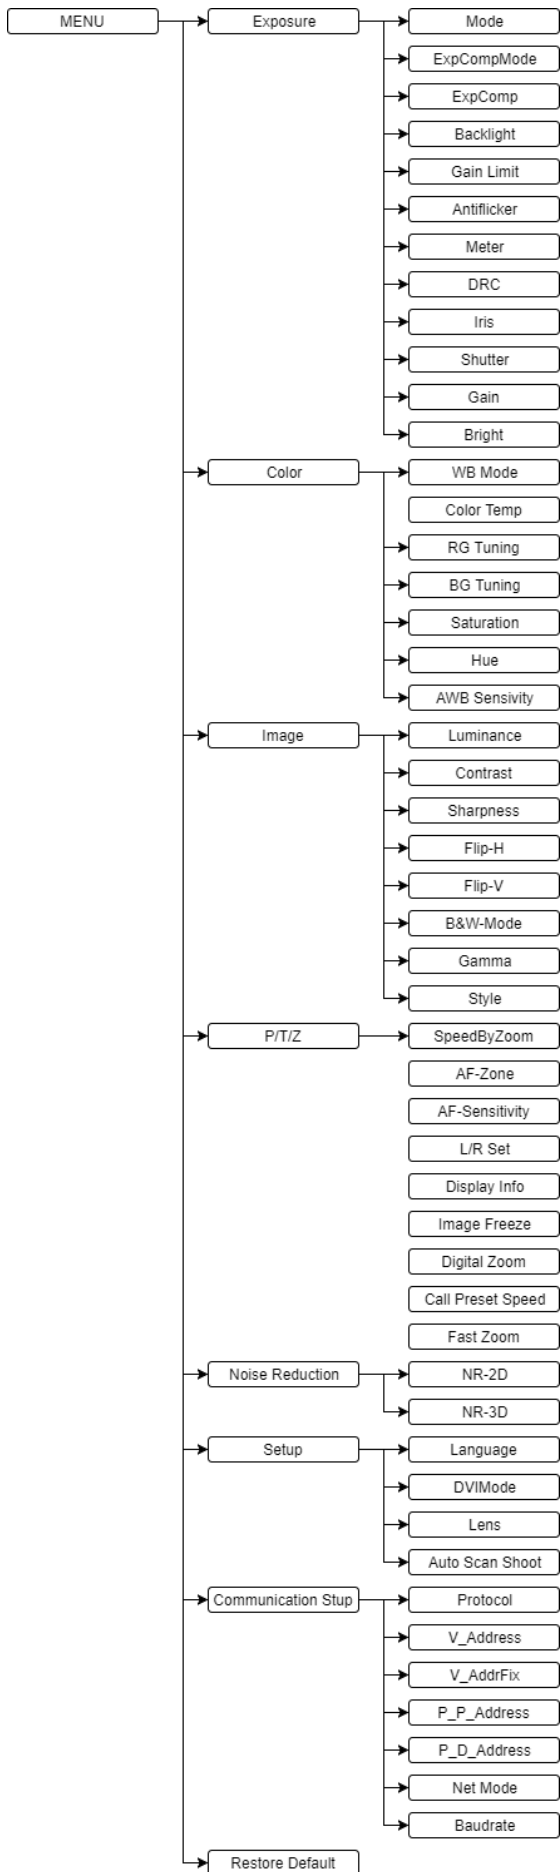 MENU
Exposure
Mode
ExpCompMode
ExpComp
Backlight
Gain Limit
Antiflicker
Meter
DRC
Iris
Shutter
Gain
Bright
Color
WB Mode
Color Temp
RG Tuning
BG Tuning
Saturation
Hue
AWB Sensivity
Image
Luminance
Contrast
Sharpness
Flip-H
Flip-V
B&W-Mode
Gamma
Style
P/T/Z
SpeedByZoom
AF-Zone
AF-Sensitivity
L/R Set
Display Info
Image Freeze
Digital Zoom
Call Preset Speed
Fast Zoom
Noise Reduction
NR-2D
NR-3D
Setup
Language
DVIMode
Lens
Auto Scan Shoot
Communication Stup
Protocol
V_Address
V_AddrFix
P_P_Address
P_D_Address
Net Mode
Baudrate
Restore Default